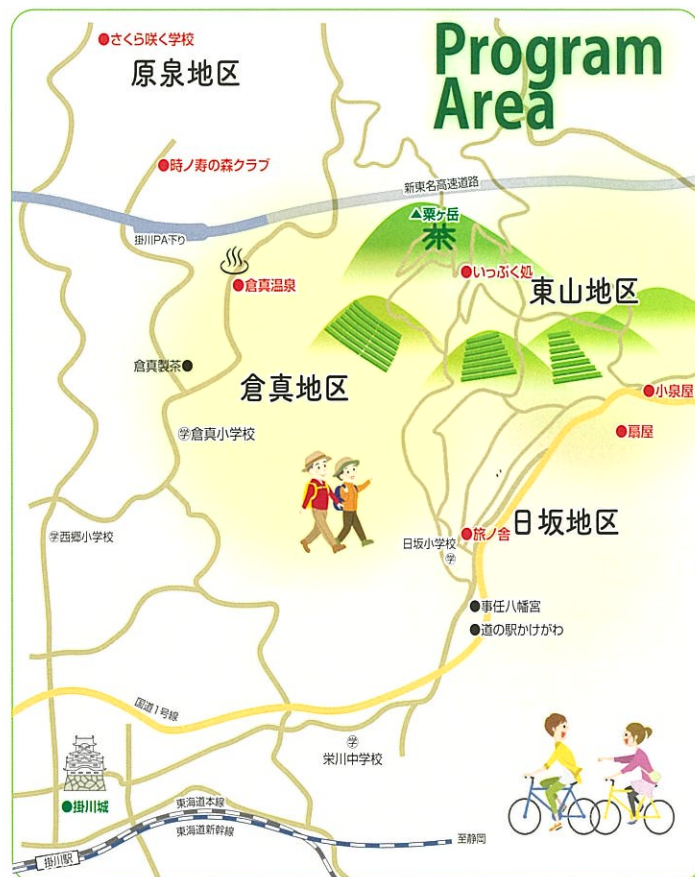 Program
Area
さくら咲く学校
原泉地区
時ノ寿の森クラブ
新東名高速道路
粟ヶ岳
茶
掛川PA下り
いっぷく処
倉真温泉
東山地区
倉真製茶
倉真地区
小泉屋
学倉真小学校
扇屋
日坂地区
旅ノ舎
学西郷小学校
日坂小学校
学
事任八幡宮
道の駅かけがわ
国道1号線
学
栄川中学校
掛川城
東海道本線
東海道新幹線
至静岡
掛川駅